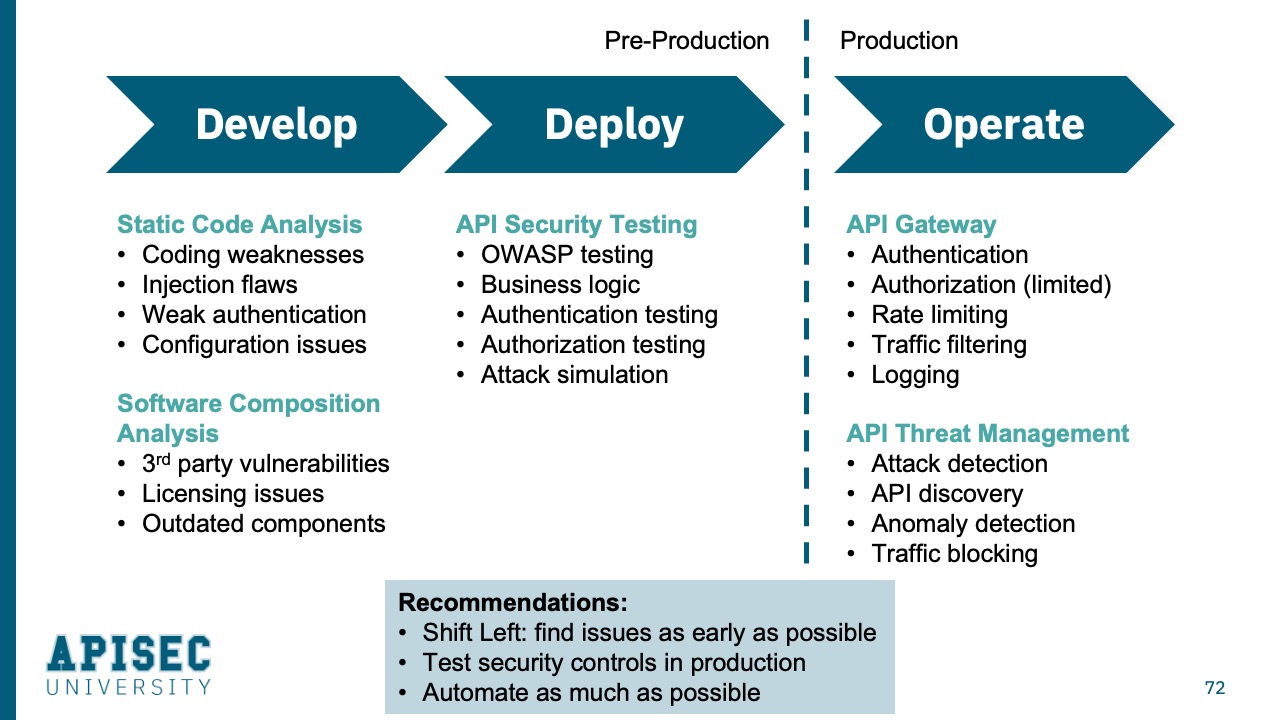 Pre-Production
Production
Develop
Deploy
Operate
Static Code Analysis
• Coding weaknesses
• Injection flaws
• Weak authentication
• Configuration issues
Software Composition
Analysis
• 3rd party vulnerabilities
• Licensing issues
• Outdated components
API Security Testing
• OWASP testing
• Business logic
• Authentication testing
• Authorization testing
• Attack simulation
API Gateway
• Authentication
• Authorization (limited)
• Rate limiting
• Traffic filtering
• Logging
API Threat Management
• Attack detection
• API discovery
• Anomaly detection
• Traffic blocking
Recommendations:
• Shift Left: find issues as early as possible
• Test security controls in production
• Automate as much as possible
APISEC
UNIVERSITY
72